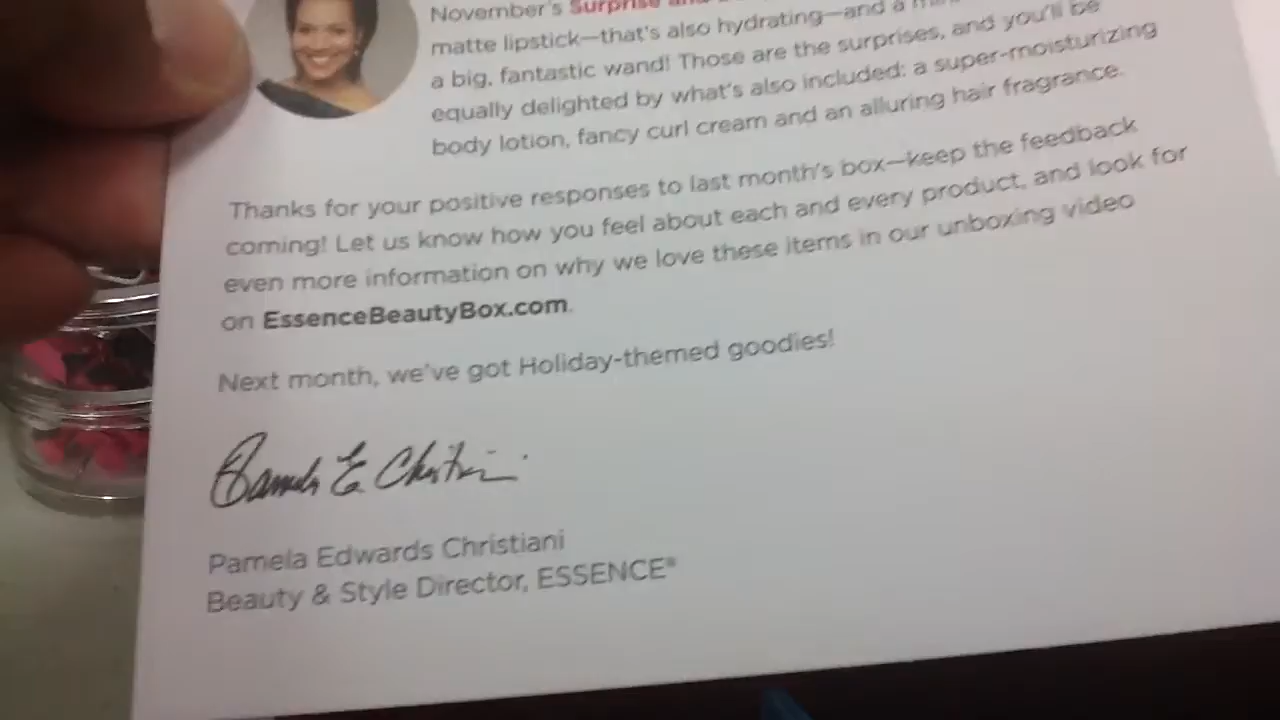 November's Surprise and
matte lipstick—that's also hydrating—and a
a big, fantastic wand! Those are the surprises, and you'll be
equally delighted by what's also included: a super-moisturizing
body lotion, fancy curl cream and an alluring hair fragrance.
Thanks for your positive responses to last month's box—keep the feedback
coming! Let us know how you feel about each and every product, and look for
even more information on why we love these items in our unboxing video
on EssenceBeautyBox.com.
Next month, we've got Holiday-themed goodies!
Pamela E Christiani
Pamela Edwards Christiani
Beauty & Style Director, ESSENCE®